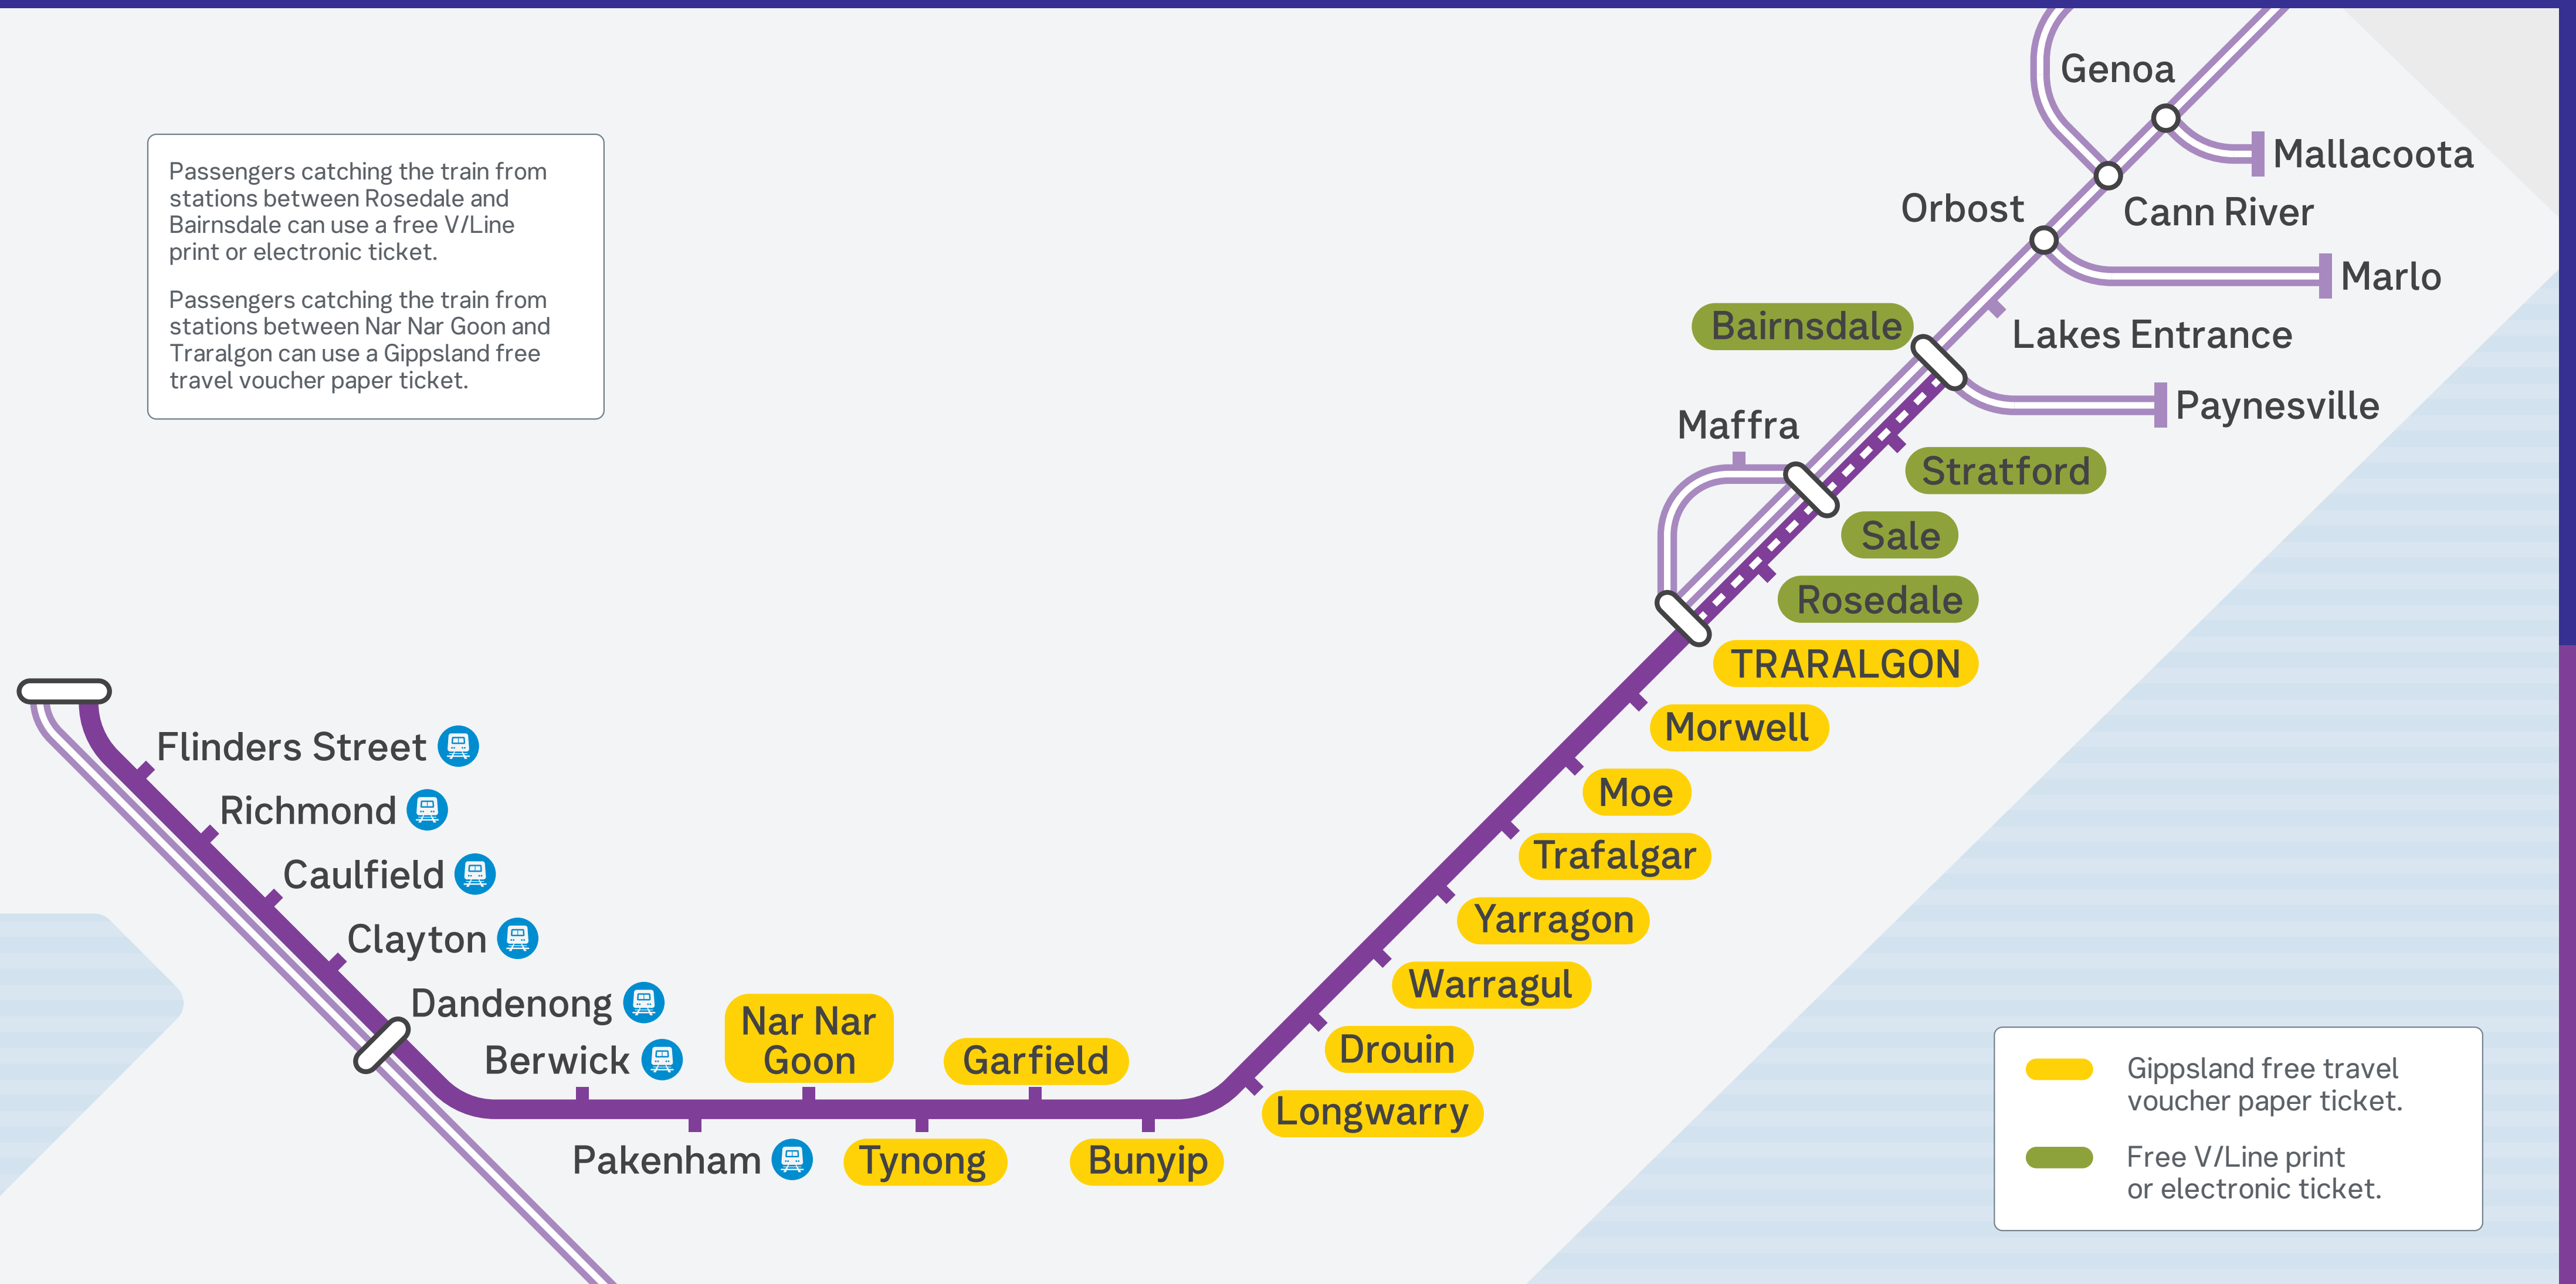 Passengers catching the train from
stations between Rosedale and
Bairnsdale can use a free V/Line
print or electronic ticket.
Passengers catching the train from
stations between Nar Nar Goon and
Traralgon can use a Gippsland free
travel voucher paper ticket.
Genoa
Mallacoota
Orbost
Cann River
Marlo
Bairnsdale
Lakes Entrance
Paynesville
Maffra
Stratford
Sale
Rosedale
TRARALGON
Morwell
Moe
Trafalgar
Yarragon
Warragul
Drouin
Longwarry
Flinders Street
Richmond
Caulfield
Clayton
Dandenong
Berwick
Pakenham
Nar Nar
Goon
Tynong
Garfield
Bunyip
Gippsland free travel
voucher paper ticket.
Free V/Line print
or electronic ticket.